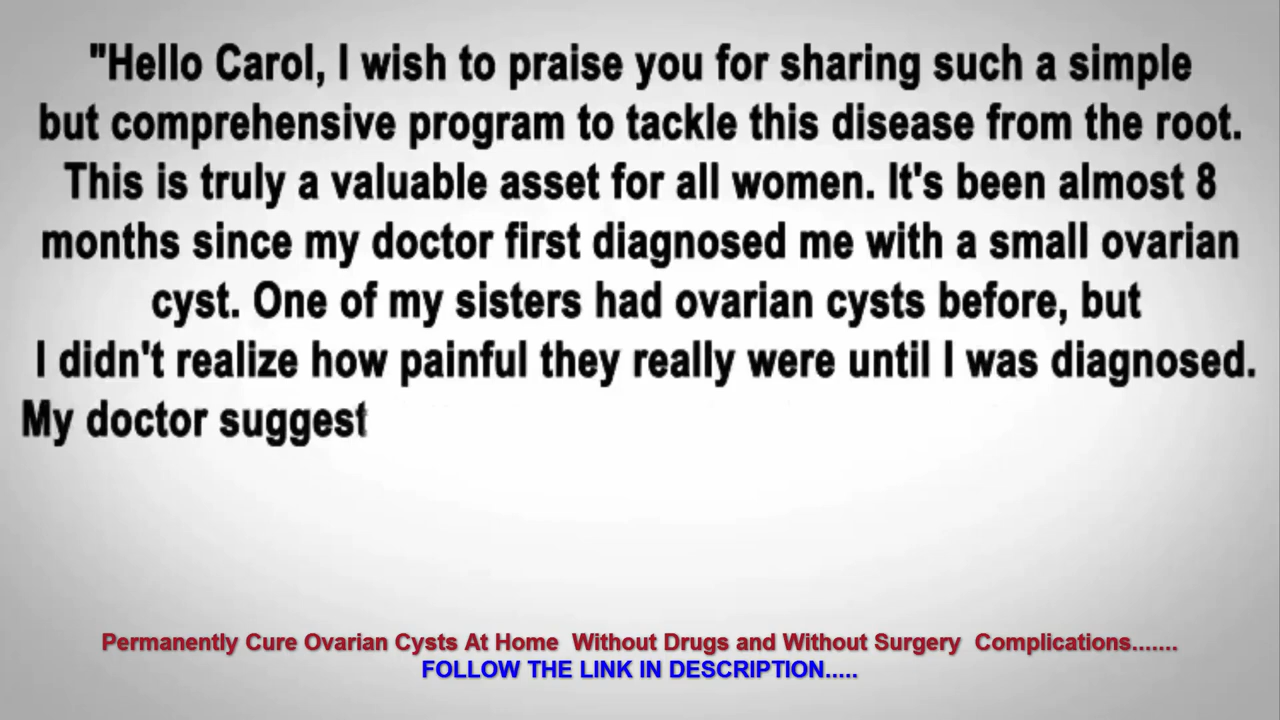 "Hello Carol, I wish to praise you for sharing such a simple
but comprehensive program to tackle this disease from the root.
This is truly a valuable asset for all women. It's been almost 8
months since my doctor first diagnosed me with a small ovarian
cyst. One of my sisters had ovarian cysts before, but
I didn't realize how painful they really were until I was diagnosed.
My doctor suggest
Permanently Cure Ovarian Cysts At Home Without Drugs and Without Surgery Complications.......
FOLLOW THE LINK IN DESCRIPTION.....